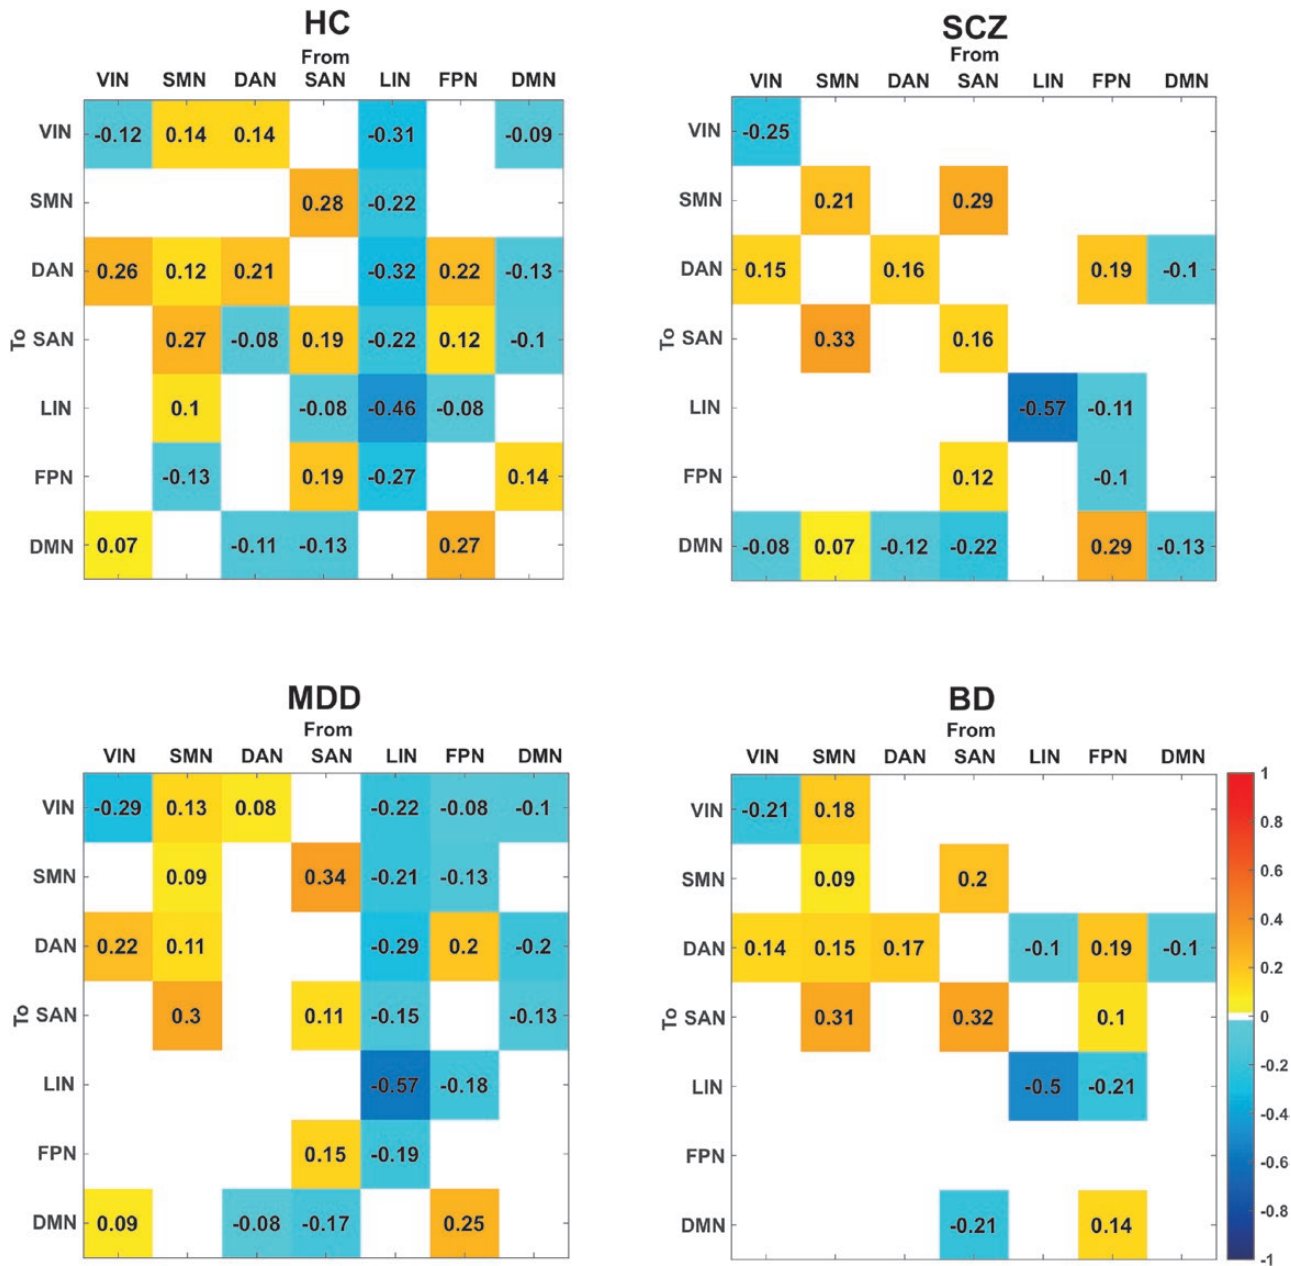 HC
From
VIN SMN DAN SAN LIN FPN DMN
VIN -0.12 0.14 0.14 -0.31 -0.09
SMN 0.28 -0.22
DAN 0.26 0.12 0.21 -0.32 0.22 -0.13
To SAN 0.27 -0.08 0.19 -0.22 0.12 -0.1
LIN 0.1 -0.08 -0.46 -0.08
FPN -0.13 0.19 -0.27 0.14
DMN 0.07 -0.11 -0.13 0.27
SCZ
From
VIN SMN DAN SAN LIN FPN DMN
VIN -0.25
SMN 0.21 0.29
DAN 0.15 0.16 0.19 -0.1
To SAN 0.33 0.16
LIN -0.57 -0.11
FPN 0.12 -0.1
DMN -0.08 0.07 -0.12 -0.22 0.29 -0.13
MDD
From
VIN SMN DAN SAN LIN FPN DMN
VIN -0.29 0.13 0.08 -0.22 -0.08 -0.1
SMN 0.09 0.34 -0.21 -0.13
DAN 0.22 0.11 -0.29 0.2 -0.2
To SAN 0.3 0.11 -0.15 -0.13
LIN -0.57 -0.18
FPN 0.15 -0.19
DMN 0.09 -0.08 -0.17 0.25
BD
From
VIN SMN DAN SAN LIN FPN DMN
VIN -0.21 0.18
SMN 0.09 0.2
DAN 0.14 0.15 0.17 -0.1 0.19 -0.1
To SAN 0.31 0.32 0.1
LIN -0.5 -0.21
FPN
DMN -0.21 0.14
1
0.8
0.6
0.4
0.2
0
-0.2
-0.4
-0.6
-0.8
-1